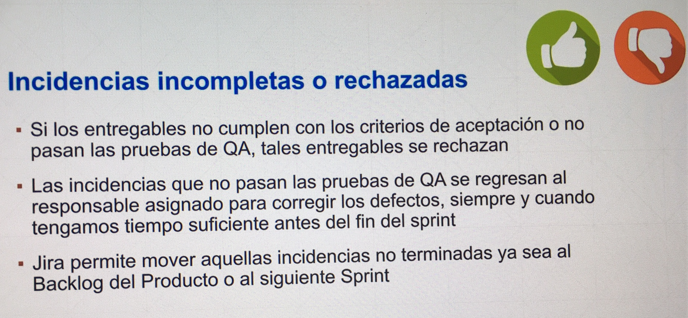 Incidencias incompletas o rechazadas
▪ Si los entregables no cumplen con los criterios de aceptación o no
pasan las pruebas de QA, tales entregables se rechazan
▪ Las incidencias que no pasan las pruebas de QA se regresan al
responsable asignado para corregir los defectos, siempre y cuando
tengamos tiempo suficiente antes del fin del sprint
▪ Jira permite mover aquellas incidencias no terminadas ya sea al
Backlog del Producto o al siguiente Sprint